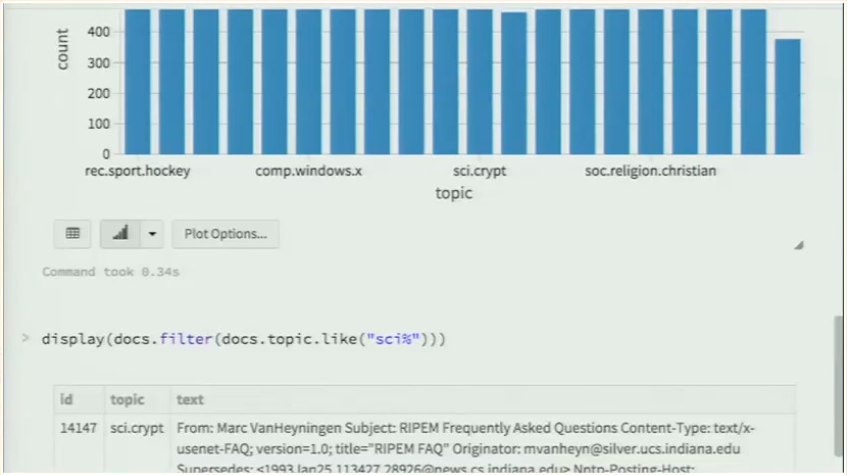 400
count
300
200
100
0
rec.sport.hockey comp.windows.x sci.crypt soc.religion.christian
topic
Plot Options...
Command took 0.34s
> display(docs.filter(docs.topic.like("sci%")))
id topic text
14147 sci.crypt From: Marc VanHeyningen Subject: RIPEM Frequently Asked Questions Content-Type: text/x-
usenet-FAQ; version=1.0; title="RIPEM FAQ" Originator: mvanheyn@silver.ucs.indiana.edu
Supersedes: <1993Jan25.113427.28926@news.cs.indiana.edu> Nntp-Posting-Host: